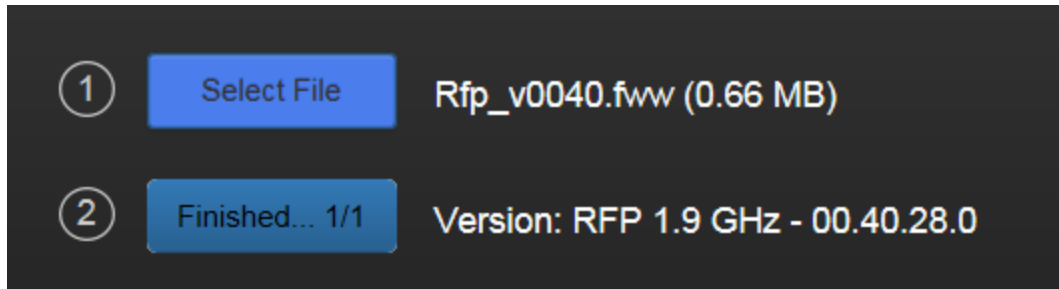 1 Select File Rfp_v0040.fww (0.66 MB)
2 Finished... 1/1 Version: RFP 1.9 GHz - 00.40.28.0